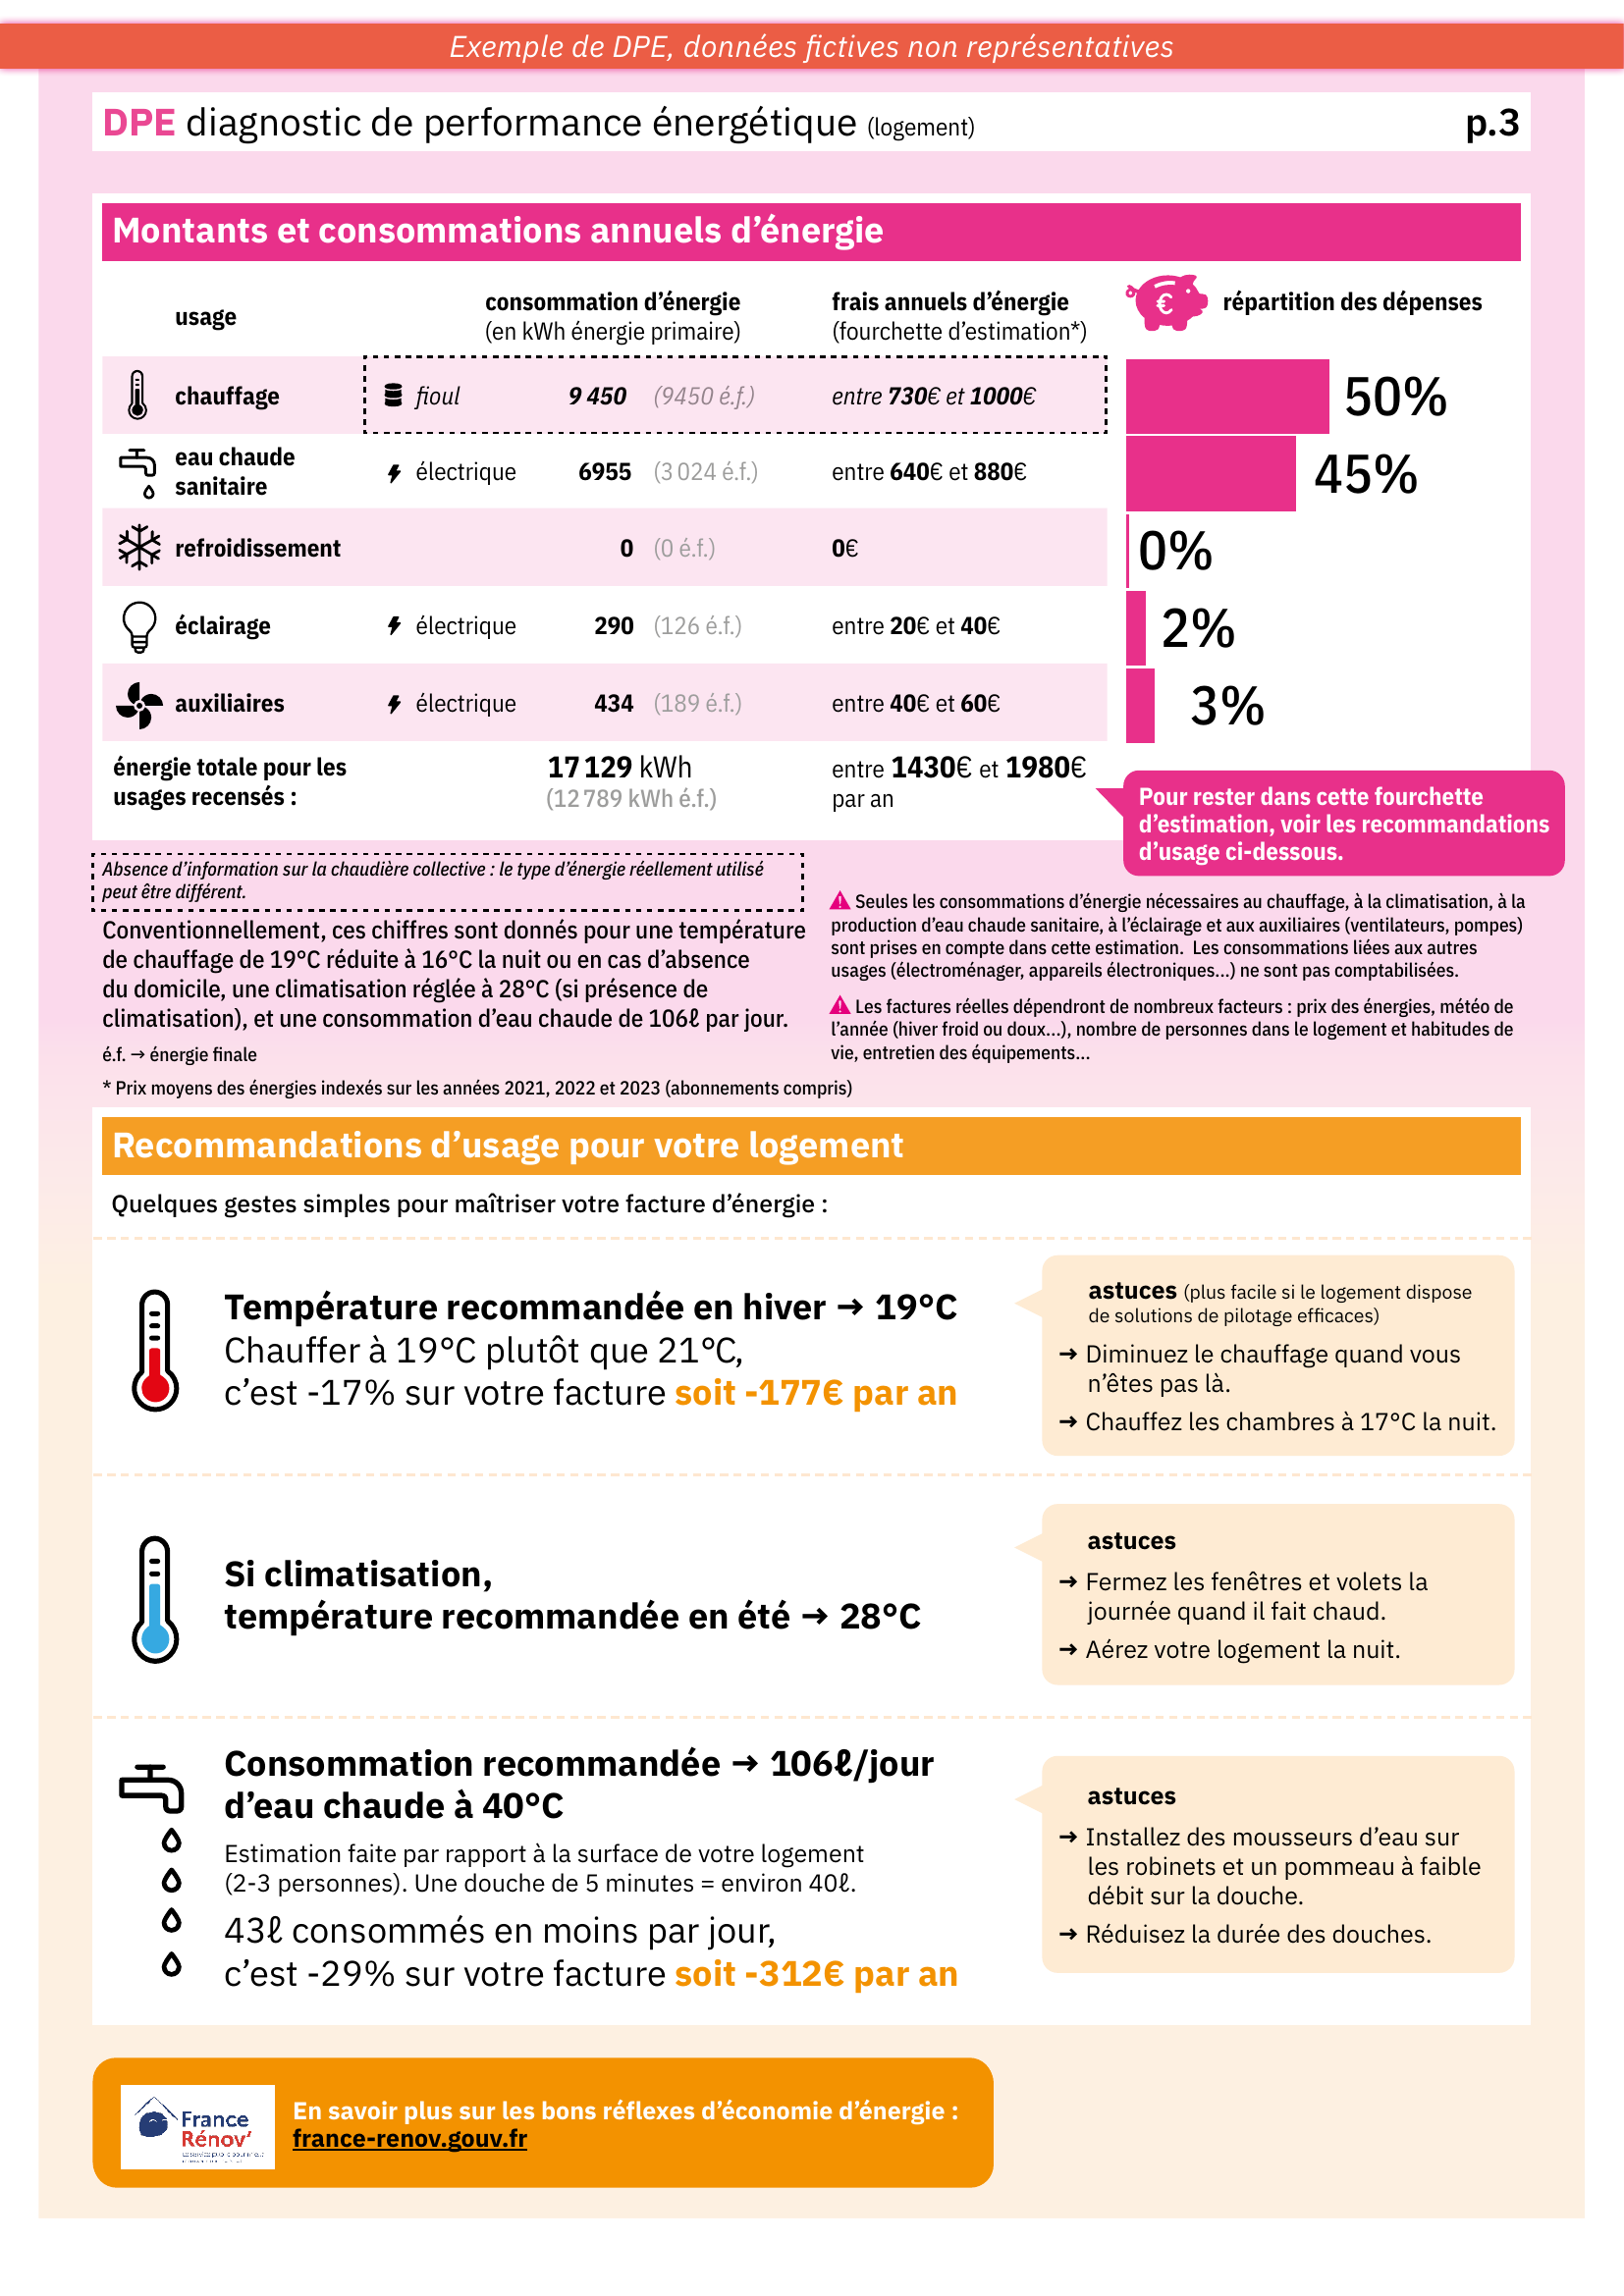 Exemple de DPE, données fictives non représentatives
DPE diagnostic de performance énergétique (logement)
p.3
Montants et consommations annuels d’énergie
usage
consommation d’énergie
(en kWh énergie primaire)
frais annuels d’énergie
(fourchette d’estimation*)
€
répartition des dépenses
chauffage
fioul
9 450 (9450 é.f.)
entre 730€ et 1000€
50%
eau chaude
sanitaire
électrique
6955 (3 024 é.f.)
entre 640€ et 880€
45%
refroidissement
0 (0 é.f.)
0€
0%
éclairage
électrique
290 (126 é.f.)
entre 20€ et 40€
2%
auxiliaires
électrique
434 (189 é.f.)
entre 40€ et 60€
3%
énergie totale pour les
usages recensés :
17 129 kWh
(12 789 kWh é.f.)
entre 1430€ et 1980€
par an
Pour rester dans cette fourchette
d’estimation, voir les recommandations
d’usage ci-dessous.
Absence d’information sur la chaudière collective : le type d’énergie réellement utilisé
peut être différent.
Conventionnellement, ces chiffres sont donnés pour une température
de chauffage de 19°C réduite à 16°C la nuit ou en cas d’absence
du domicile, une climatisation réglée à 28°C (si présence de
climatisation), et une consommation d’eau chaude de 106ℓ par jour.
é.f. → énergie finale
* Prix moyens des énergies indexés sur les années 2021, 2022 et 2023 (abonnements compris)
Seules les consommations d’énergie nécessaires au chauffage, à la climatisation, à la
production d’eau chaude sanitaire, à l’éclairage et aux auxiliaires (ventilateurs, pompes)
sont prises en compte dans cette estimation. Les consommations liées aux autres
usages (électroménager, appareils électroniques...) ne sont pas comptabilisées.
Les factures réelles dépendront de nombreux facteurs : prix des énergies, météo de
l’année (hiver froid ou doux...), nombre de personnes dans le logement et habitudes de
vie, entretien des équipements...
Recommandations d’usage pour votre logement
Quelques gestes simples pour maîtriser votre facture d’énergie :
Température recommandée en hiver → 19°C
Chauffer à 19°C plutôt que 21°C,
c’est -17% sur votre facture soit -177€ par an
astuces (plus facile si le logement dispose
de solutions de pilotage efficaces)
→ Diminuez le chauffage quand vous
n’êtes pas là.
→ Chauffez les chambres à 17°C la nuit.
Si climatisation,
température recommandée en été → 28°C
astuces
→ Fermez les fenêtres et volets la
journée quand il fait chaud.
→ Aérez votre logement la nuit.
Consommation recommandée → 106ℓ/jour
d’eau chaude à 40°C
Estimation faite par rapport à la surface de votre logement
(2-3 personnes). Une douche de 5 minutes = environ 40ℓ.
43ℓ consommés en moins par jour,
c’est -29% sur votre facture soit -312€ par an
astuces
→ Installez des mousseurs d’eau sur
les robinets et un pommeau à faible
débit sur la douche.
→ Réduisez la durée des douches.
France
Rénov’
En savoir plus sur les bons réflexes d’économie d’énergie :
france-renov.gouv.fr